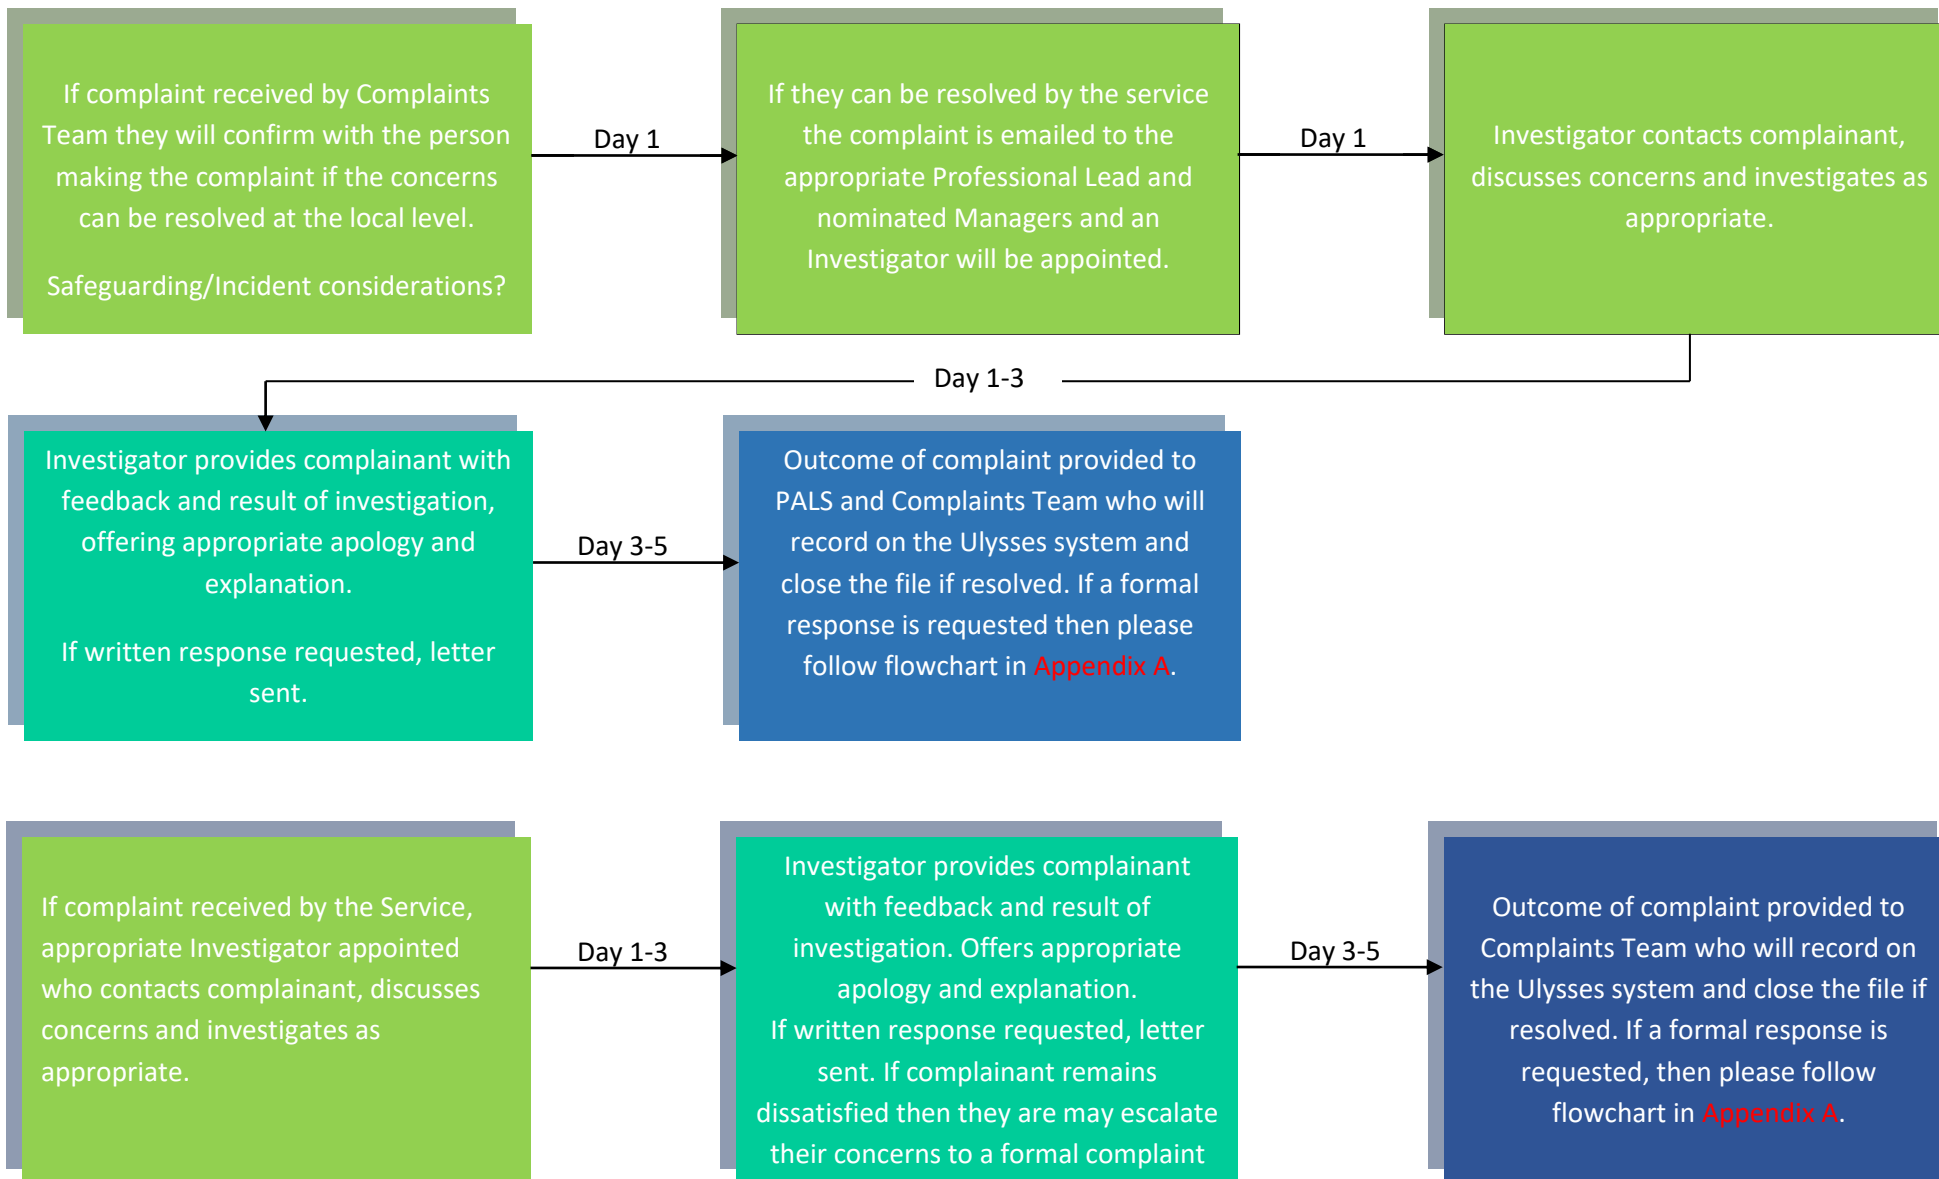 If complaint received by Complaints
Team they will confirm with the person
making the complaint if the concerns
can be resolved at the local level.
Safeguarding/Incident considerations?
Day 1
If they can be resolved by the service
the complaint is emailed to the
appropriate Professional Lead and
nominated Managers and an
Investigator will be appointed.
Day 1
Investigator contacts complainant,
discusses concerns and investigates as
appropriate.
Day 1-3
Investigator provides complainant with
feedback and result of investigation,
offering appropriate apology and
explanation.
If written response requested, letter
sent.
Day 3-5
Outcome of complaint provided to
PALS and Complaints Team who will
record on the Ulysses system and
close the file if resolved. If a formal
response is requested then please
follow flowchart in Appendix A.
If complaint received by the Service,
appropriate Investigator appointed
who contacts complainant, discusses
concerns and investigates as
appropriate.
Day 1-3
Investigator provides complainant
with feedback and result of
investigation. Offers appropriate
apology and explanation.
If written response requested, letter
sent. If complainant remains
dissatisfied then they are may escalate
their concerns to a formal complaint
Day 3-5
Outcome of complaint provided to
Complaints Team who will record on
the Ulysses system and close the file if
resolved. If a formal response is
requested, then please follow
flowchart in Appendix A.